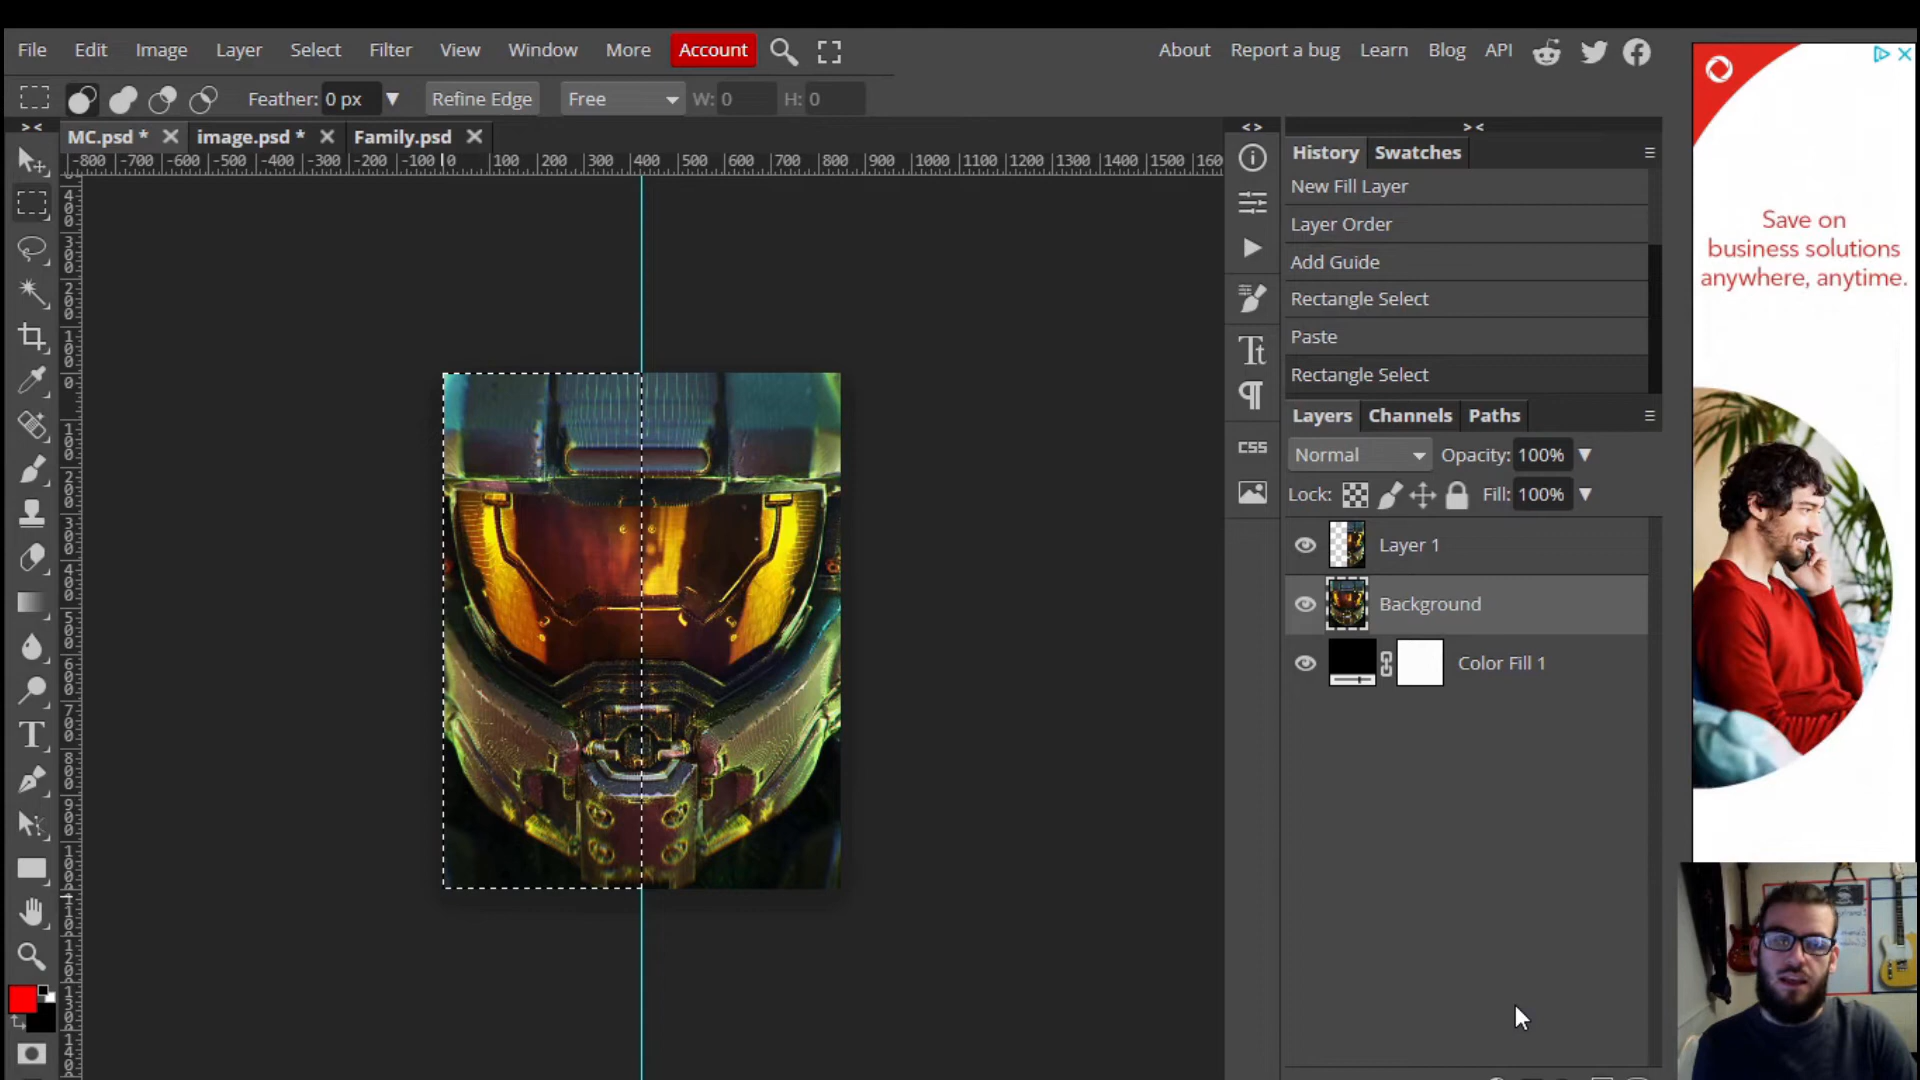 File Edit Image Layer Select Filter View Window More Account About Report a bug Learn Blog API
Feather: 0 px Refine Edge Free W: 0 H: 0
MC.psd * image.psd * Family.psd
-800 -700 -600 -500 -400 -300 -200 -100 0 100 200 300 400 500 600 700 800 900 1000 1100 1200 1300 1400 1500
History Swatches
New Fill Layer
Layer Order
Add Guide
Rectangle Select
Paste
Rectangle Select
Layers Channels Paths
Normal Opacity: 100%
Lock: Fill: 100%
Layer 1
Background
Color Fill 1
CSS
Save on
business solutions
anywhere, anytime.